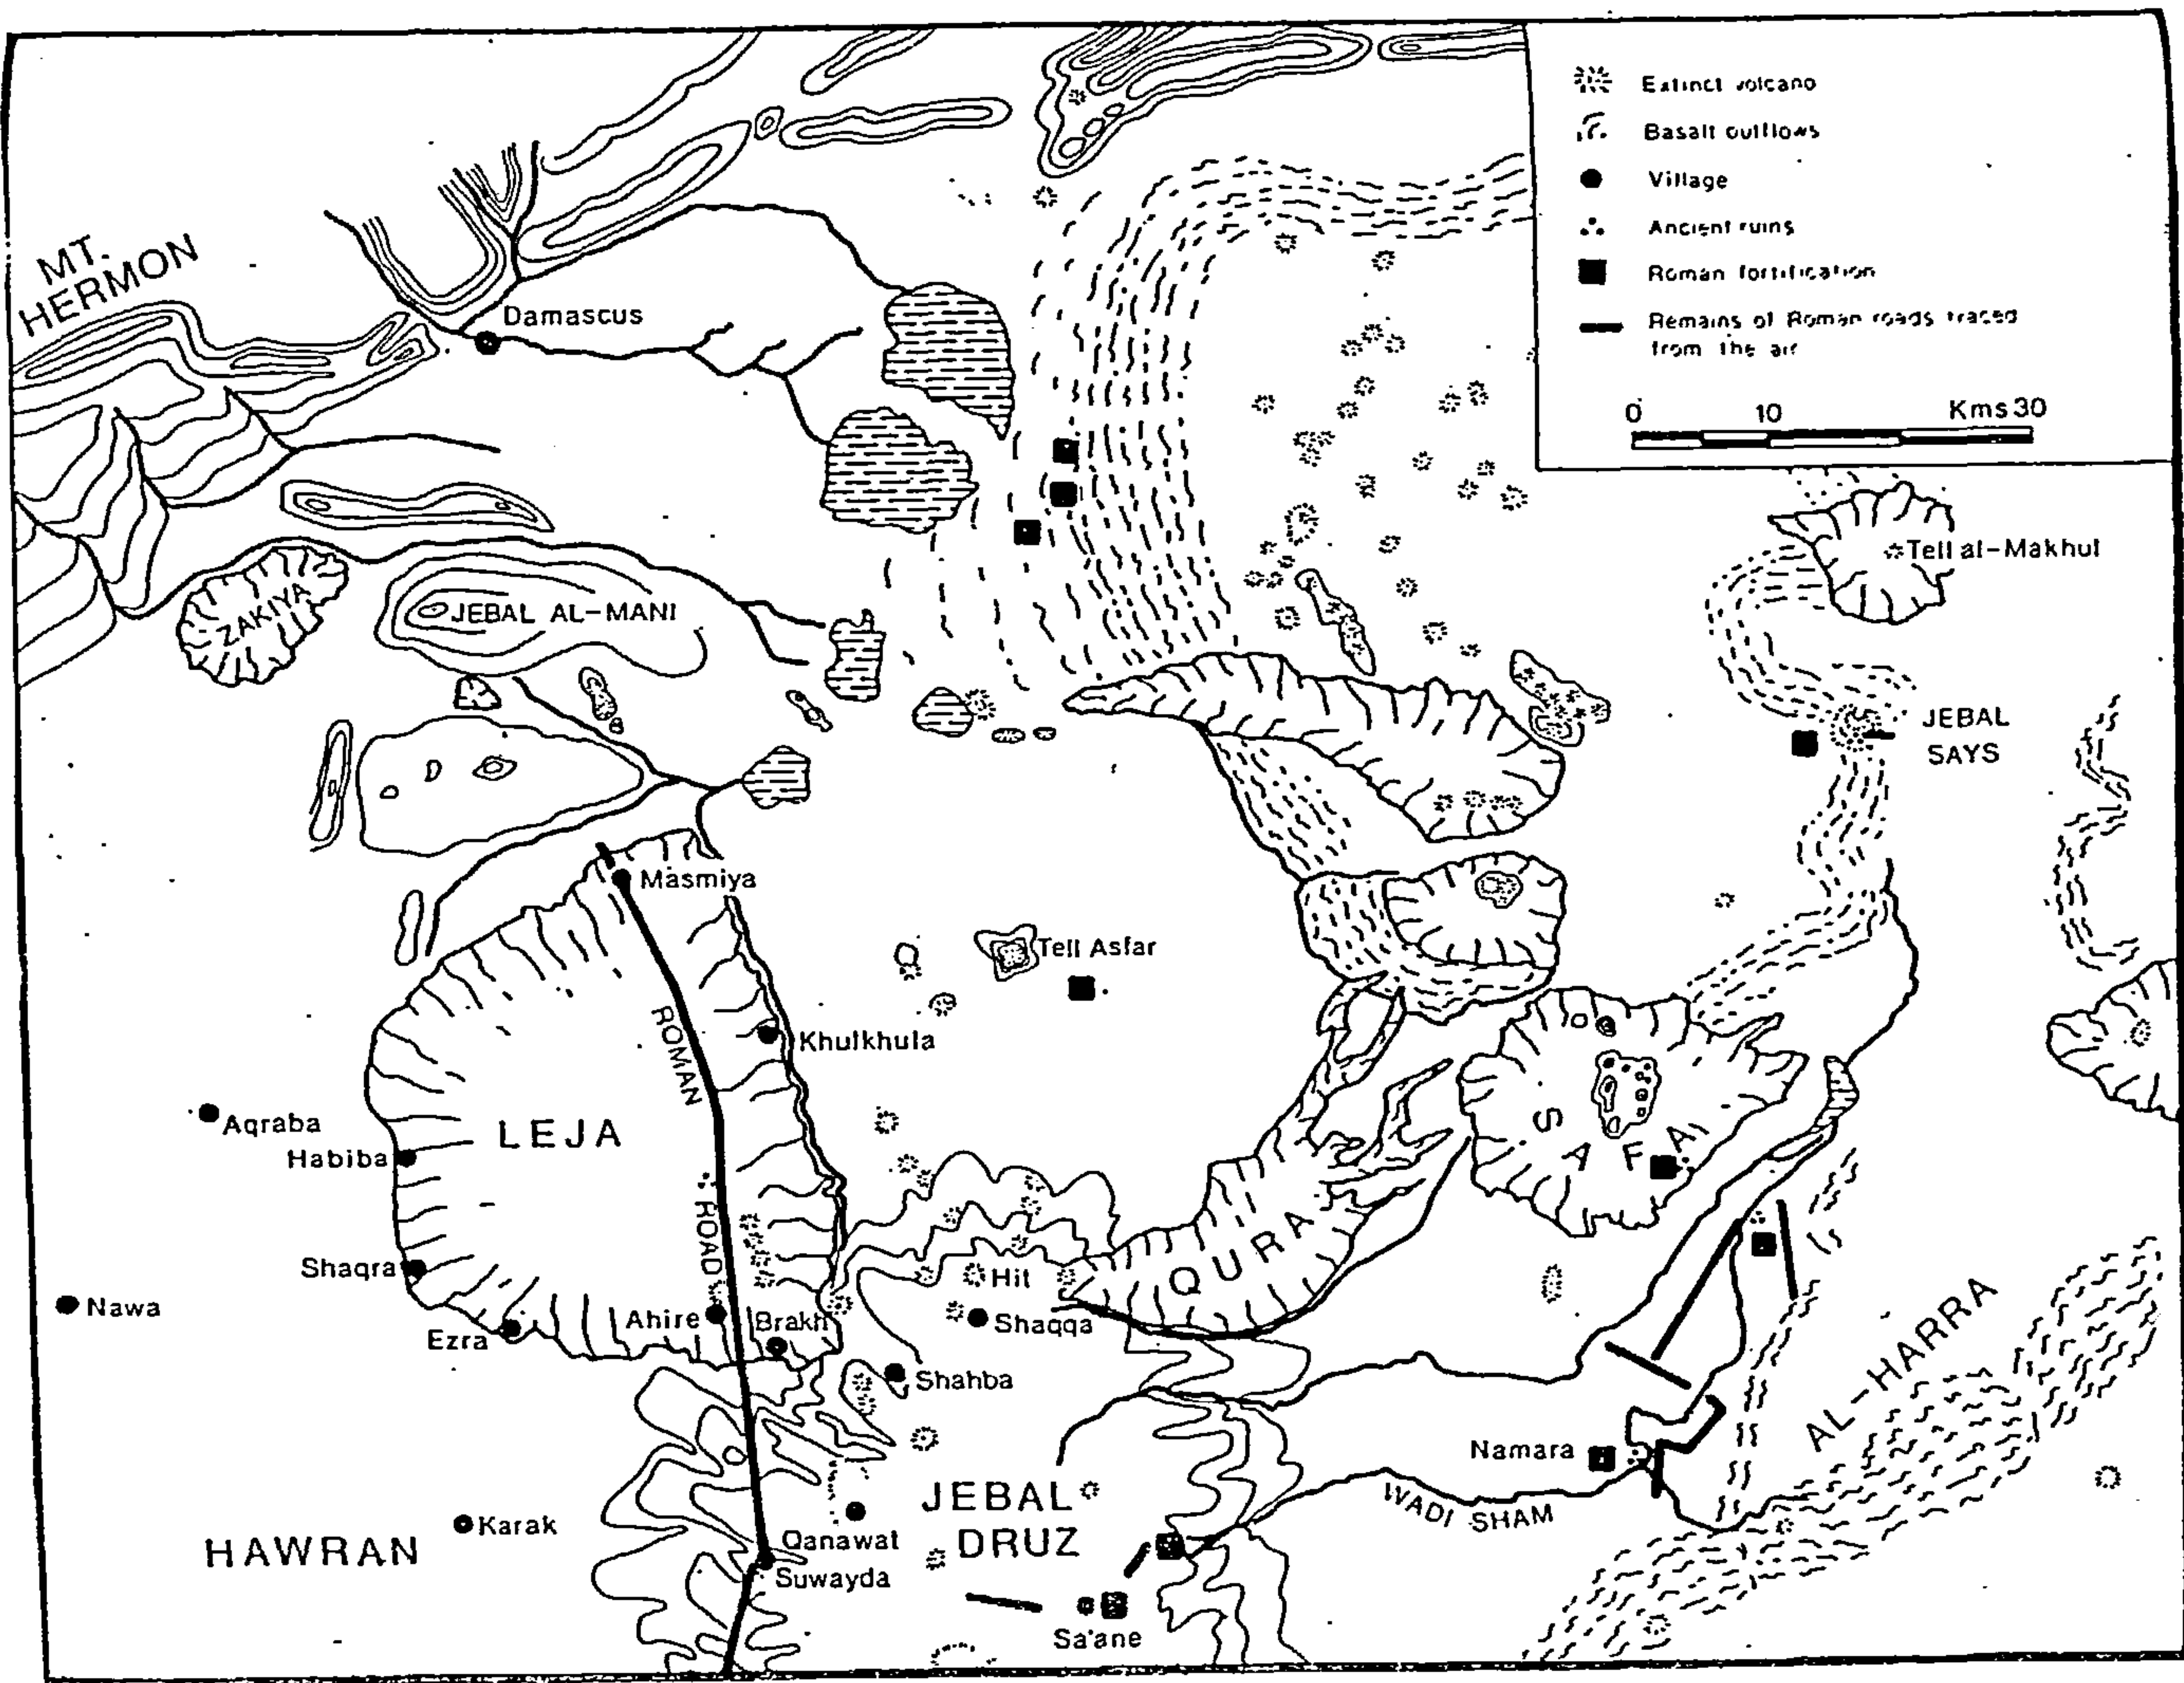 Extinct volcano
Basalt outflows
Village
Ancient ruins
Roman fortification
Remains of Roman roads traced
from the air
0 10 Kms 30
MT.
HERMON
Damascus
Tell al-Makhul
ZAKIYA
JEBAL AL-MANI
JEBAL
SAYS
Masmiya
Tell Asfar
ROMAN
Khulkhula
Aqraba
LEJA
Habiba
SAFA
ROAD
QURA
Shaqra
Hit
Nawa
Ezra
Ahire
Brakh
Shaqqa
Shahba
AL-HARRA
Namara
JEBAL
DRUZ
WADI SHAM
Karak
HAWRAN
Qanawat
Suwayda
Sa'ane